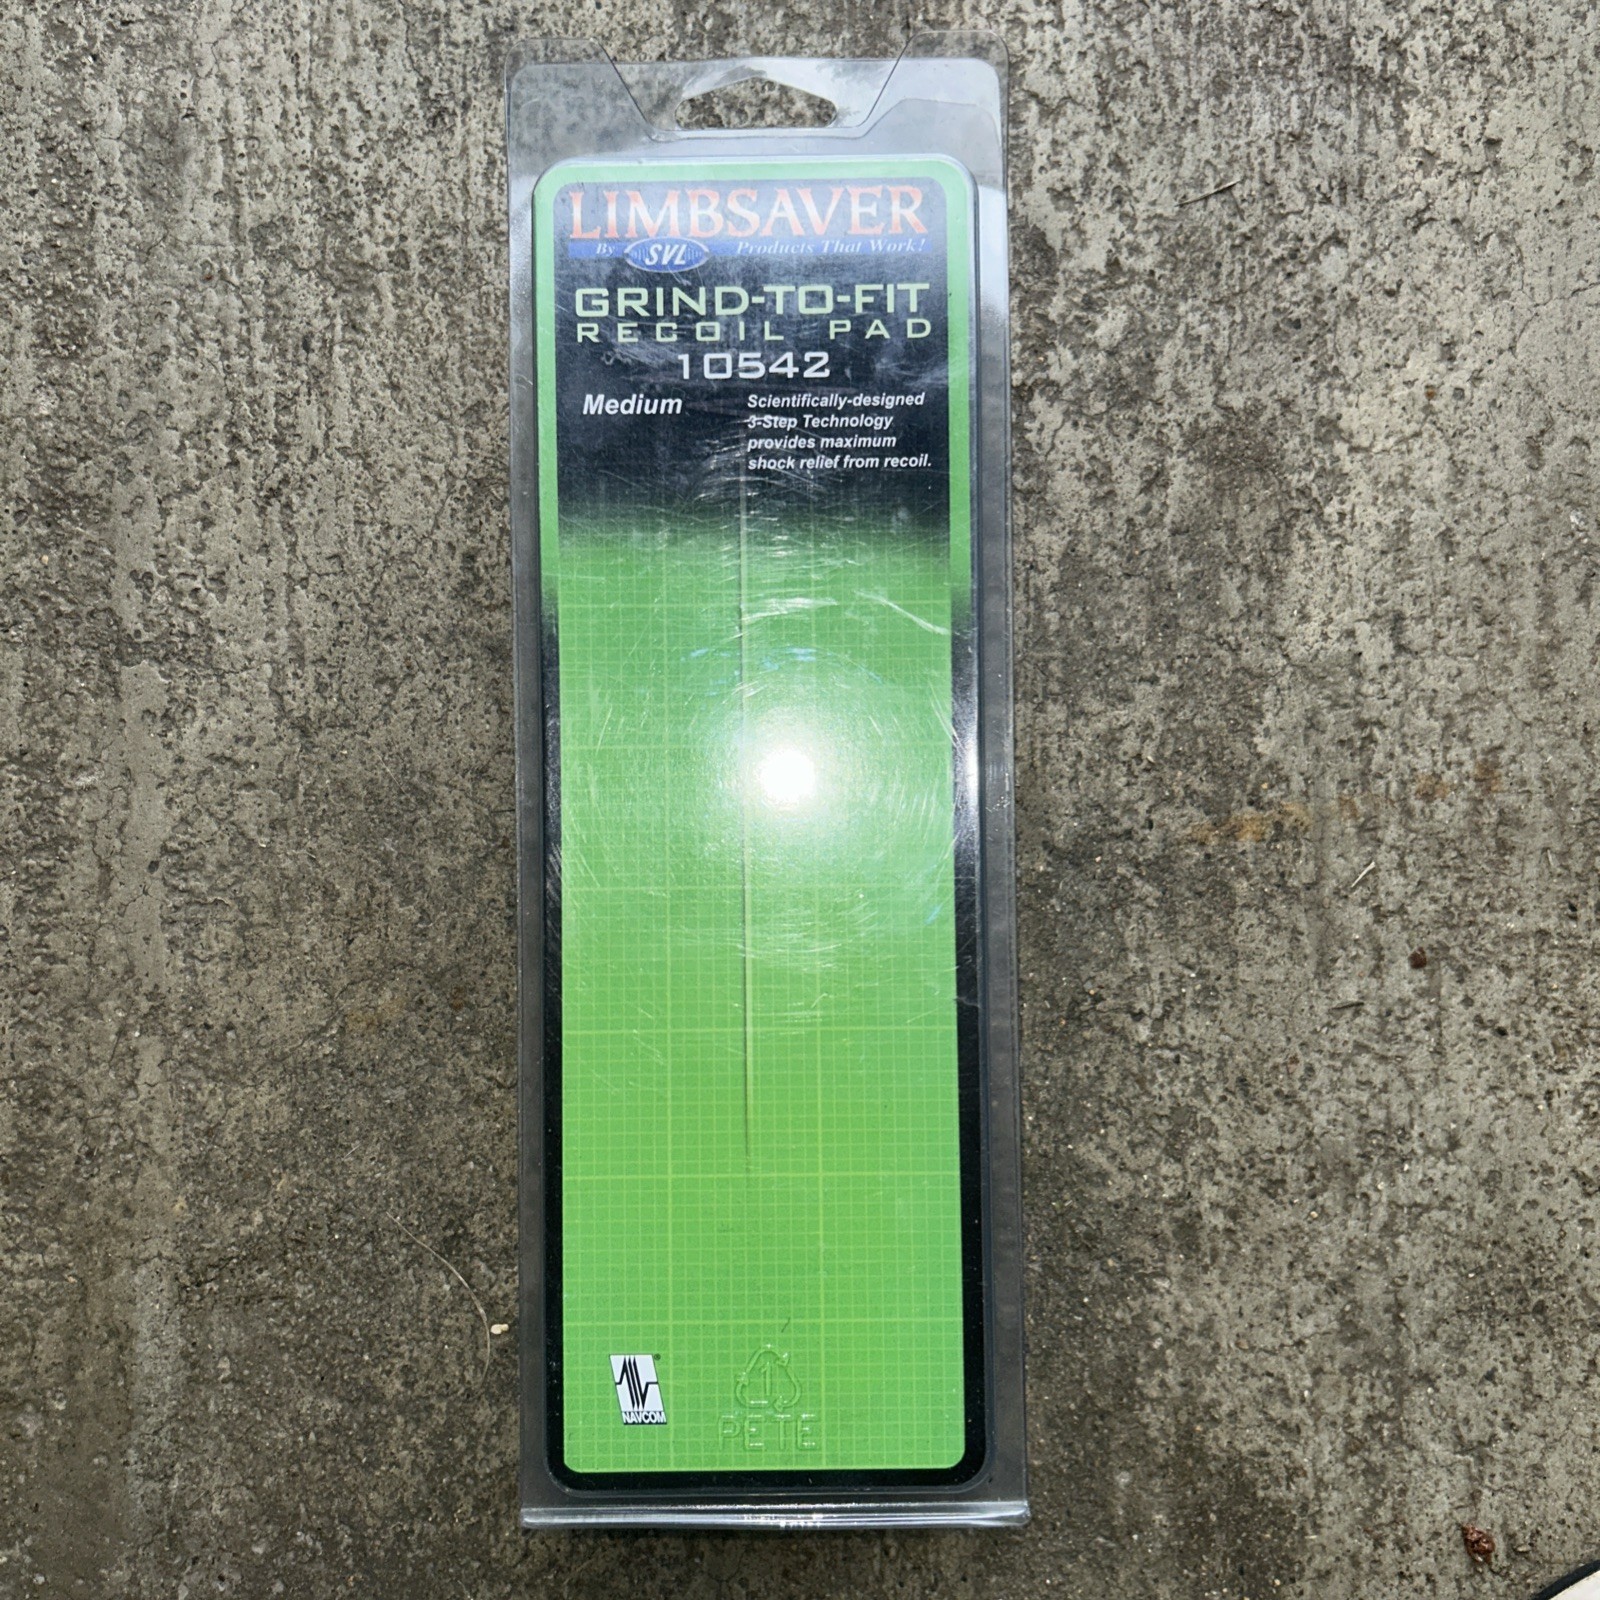 LIMBSAVER
By SVL Products That Work!
GRIND-TO-FIT
RECOIL PAD
10542
Medium
Scientifically-designed
3-Step Technology
provides maximum
shock relief from recoil.
NAVCOM
®
1
PETE